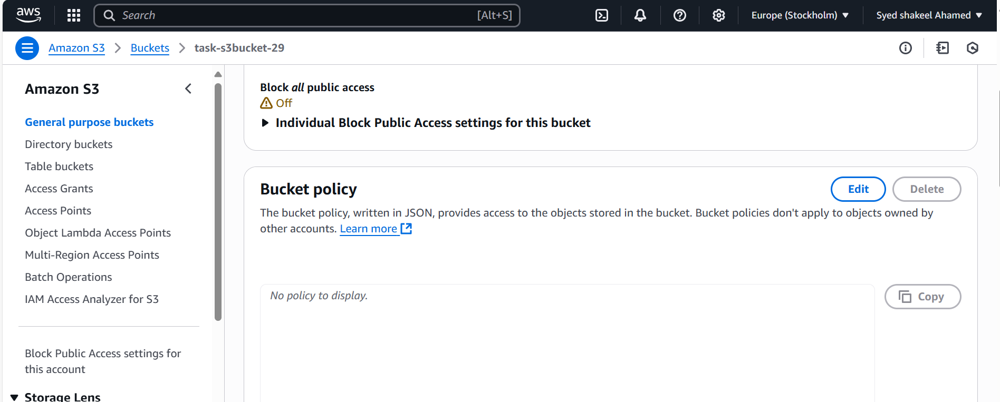 aws
Search
[Alt+S]
Europe (Stockholm)
Syed shakeel Ahamed
Amazon S3
Buckets
task-s3bucket-29
Amazon S3
General purpose buckets
Directory buckets
Table buckets
Access Grants
Access Points
Object Lambda Access Points
Multi-Region Access Points
Batch Operations
IAM Access Analyzer for S3
Block Public Access settings for
this account
Storage Lens
Block all public access
Off
Individual Block Public Access settings for this bucket
Bucket policy
Edit
Delete
The bucket policy, written in JSON, provides access to the objects stored in the bucket. Bucket policies don't apply to objects owned by
other accounts. Learn more
No policy to display.
Copy